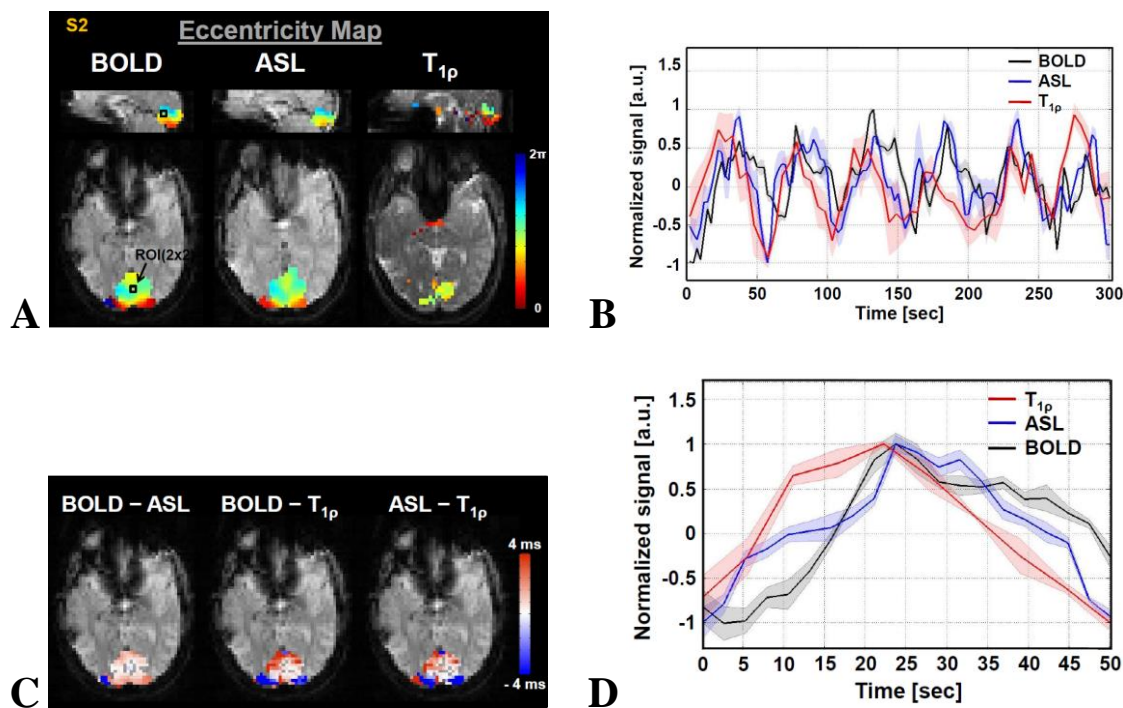 S2
Eccentricity Map
BOLD ASL T1ρ
2π
ROI(2x2)
0
A
Normalized signal [a.u.]
1.5
1
0.5
0
-0.5
-1
BOLD
ASL
T1ρ
0 50 100 150 200 250 300
Time [sec]
B
BOLD – ASL BOLD – T1ρ ASL – T1ρ
4 ms
- 4 ms
C
Normalized signal [a.u.]
1.5
1
0.5
0
-0.5
-1
T1ρ
ASL
BOLD
0 5 10 15 20 25 30 35 40 45 50
Time [sec]
D